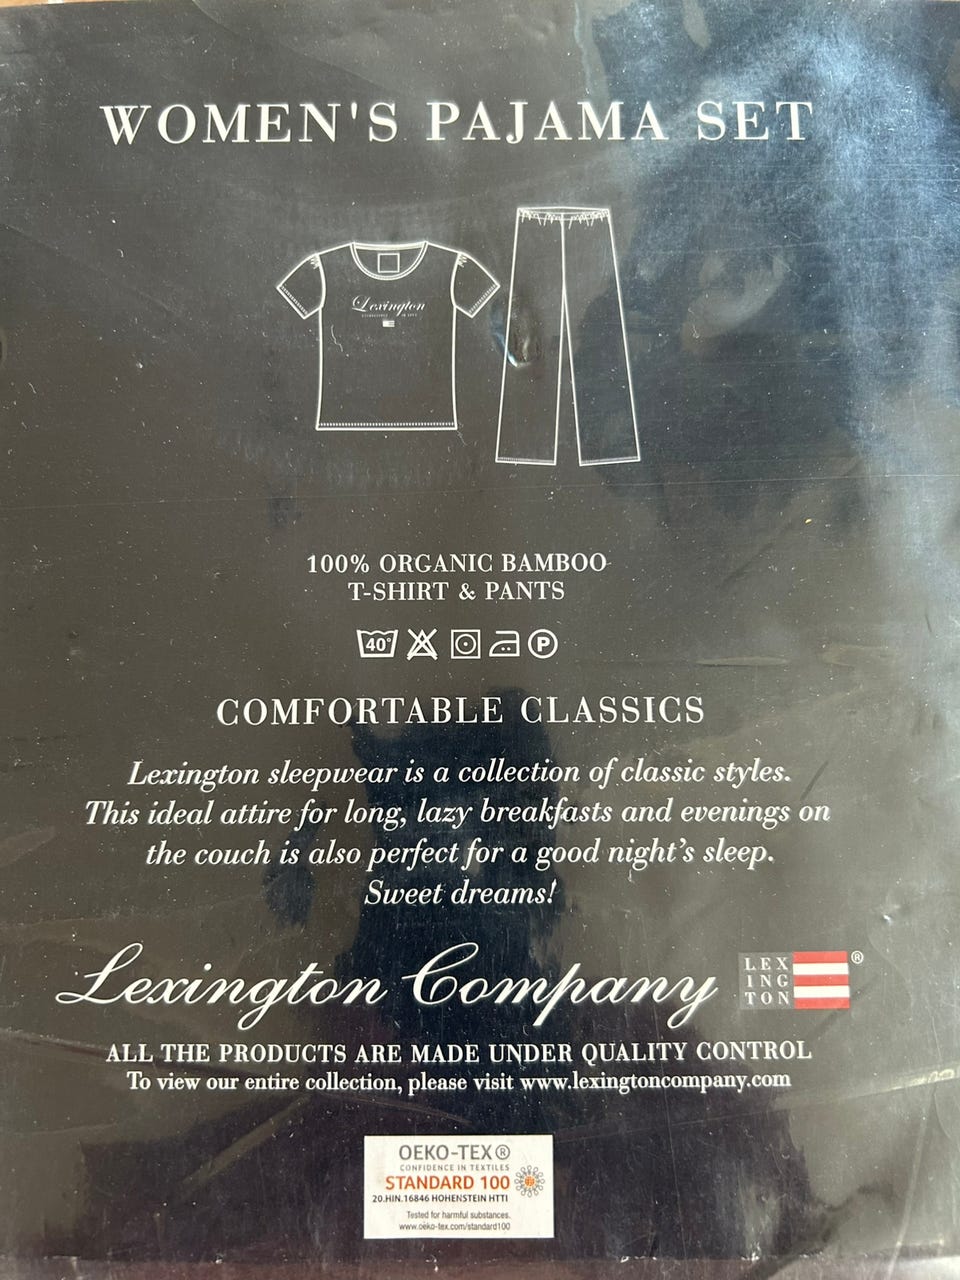 WOMEN'S PAJAMA SET
Lexington
100% ORGANIC BAMBOO
T-SHIRT & PANTS
40°
P
COMFORTABLE CLASSICS
Lexington sleepwear is a collection of classic styles.
This ideal attire for long, lazy breakfasts and evenings on
the couch is also perfect for a good night's sleep.
Sweet dreams!
Lexington Company
LEX
ING
TON
®
ALL THE PRODUCTS ARE MADE UNDER QUALITY CONTROL
To view our entire collection, please visit www.lexingtoncompany.com
OEKO-TEX®
CONFIDENCE IN TEXTILES
STANDARD 100
20.HIN.16846 HOHENSTEIN HTTI
Tested for harmful substances.
www.oeko-tex.com/standard100